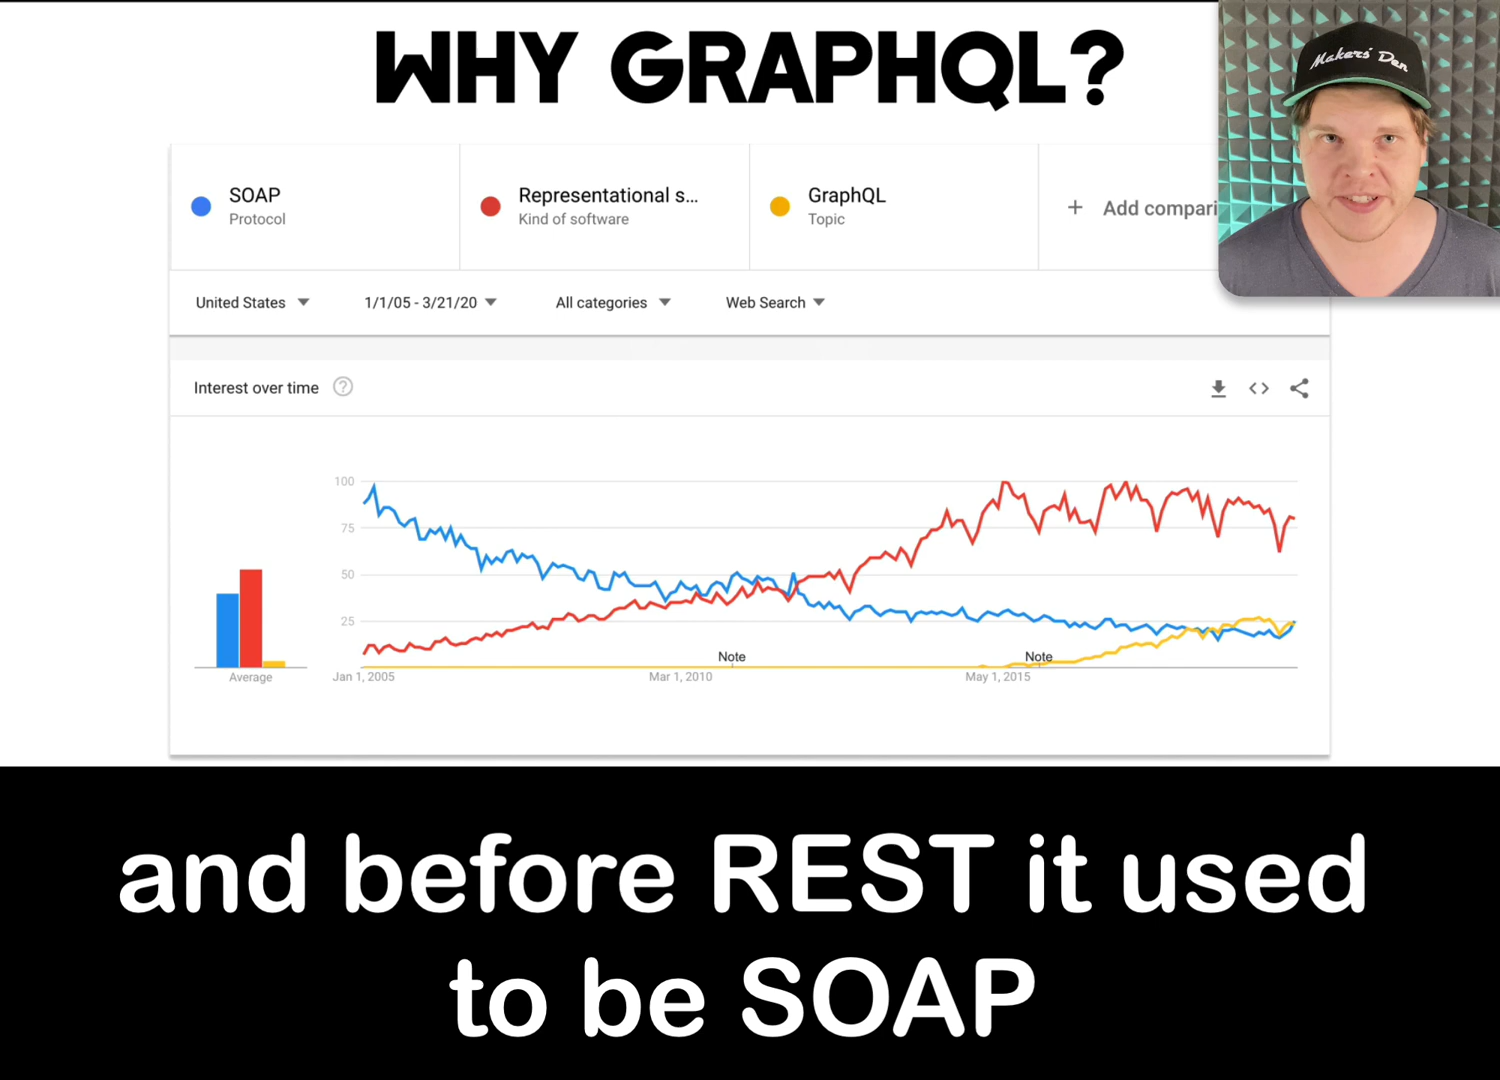 WHY GRAPHQL?
Makers' Den
SOAP
Protocol
Representational s...
Kind of software
GraphQL
Topic
+ Add compari
United States
1/1/05 - 3/21/20
All categories
Web Search
Interest over time ?
100
75
50
25
Note
Note
Average
Jan 1, 2005
Mar 1, 2010
May 1, 2015
and before REST it used
to be SOAP